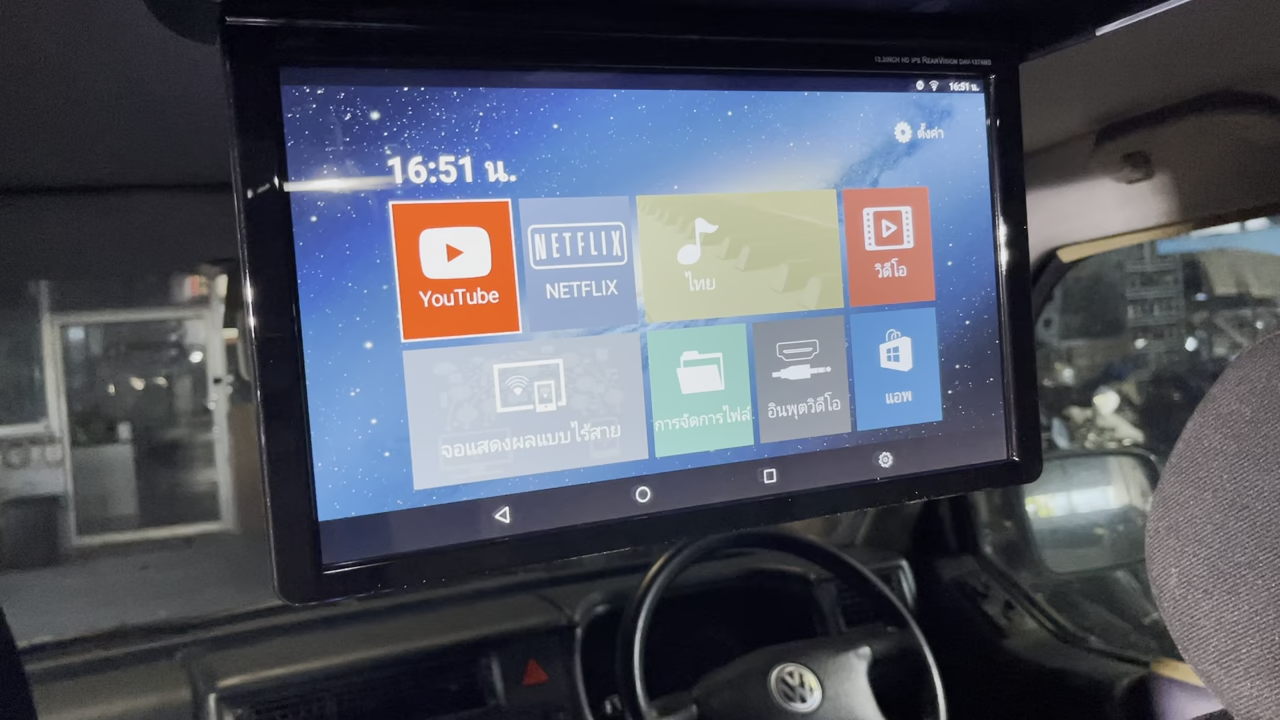 16:51 น.
ตั้งค่า
16:51 น.
YouTube
NETFLIX
NETFLIX
ไทย
วิดีโอ
จอแสดงผลแบบไร้สาย
การจัดการไฟล์
อินพุตวิดีโอ
แอพ